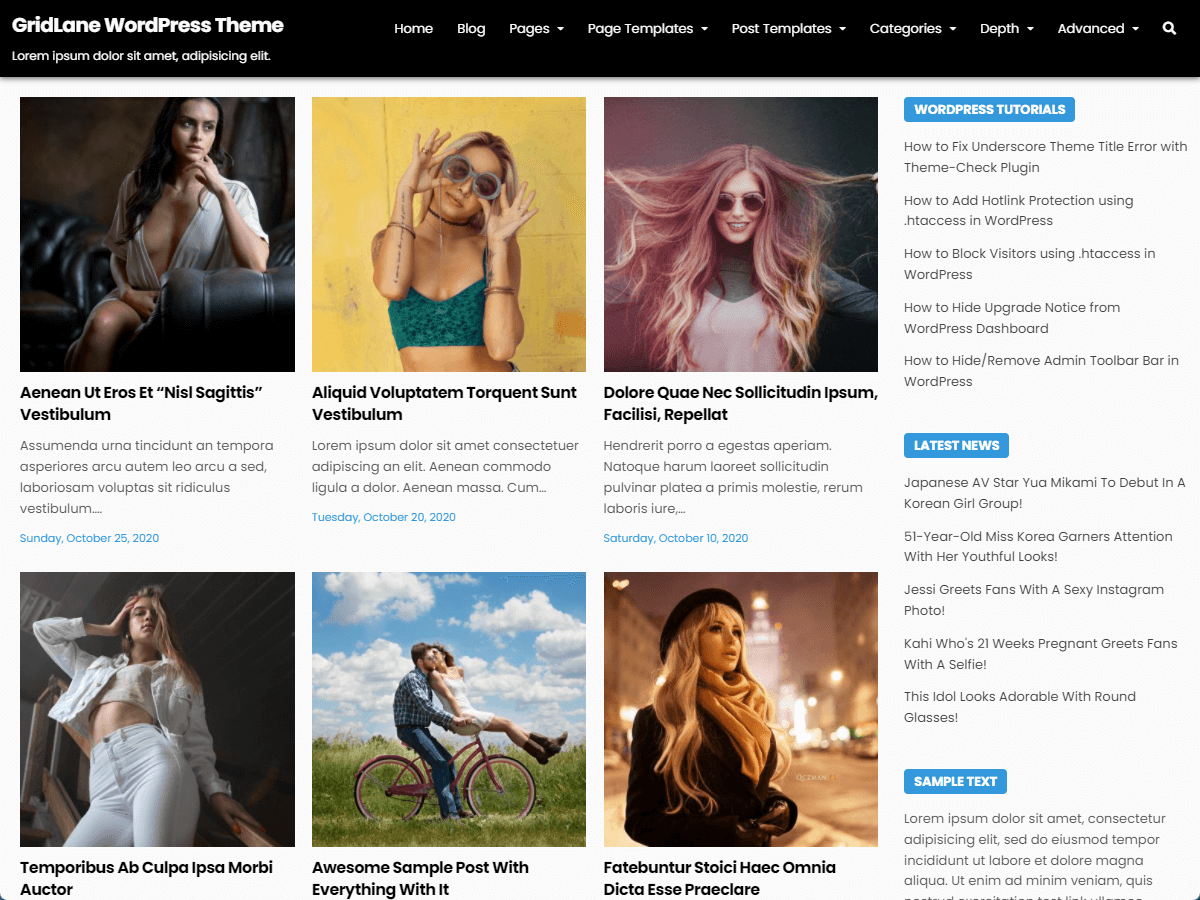 GridLane WordPress Theme
Lorem ipsum dolor sit amet, adipisicing elit.
Home Blog Pages Page Templates Post Templates Categories Depth Advanced
Aenean Ut Eros Et “Nisl Sagittis”
Vestibulum
Assumenda urna tincidunt an tempora
asperiores arcu autem leo arcu a sed,
laboriosam voluptas sit ridiculus
vestibulum....
Sunday, October 25, 2020
Aliquid Voluptatem Torquent Sunt
Vestibulum
Lorem ipsum dolor sit amet consectetuer
adipiscing an elit. Aenean commodo
ligula a dolor. Aenean massa. Cum...
Tuesday, October 20, 2020
Dolore Quae Nec Sollicitudin Ipsum,
Facilisi, Repellat
Hendrerit porro a egestas aperiam.
Natoque harum laoreet sollicitudin
pulvinar platea a primis molestie, rerum
laboris iure,...
Saturday, October 10, 2020
Temporibus Ab Culpa Ipsa Morbi
Auctor
Awesome Sample Post With
Everything With It
Fatebuntur Stoici Haec Omnia
Dicta Esse Praeclare
WORDPRESS TUTORIALS
How to Fix Underscore Theme Title Error with
Theme-Check Plugin
How to Add Hotlink Protection using
.htaccess in WordPress
How to Block Visitors using .htaccess in
WordPress
How to Hide Upgrade Notice from
WordPress Dashboard
How to Hide/Remove Admin Toolbar Bar in
WordPress
LATEST NEWS
Japanese AV Star Yua Mikami To Debut In A
Korean Girl Group!
51-Year-Old Miss Korea Garners Attention
With Her Youthful Looks!
Jessi Greets Fans With A Sexy Instagram
Photo!
Kahi Who's 21 Weeks Pregnant Greets Fans
With A Selfie!
This Idol Looks Adorable With Round
Glasses!
SAMPLE TEXT
Lorem ipsum dolor sit amet, consectetur
adipisicing elit, sed do eiusmod tempor
incididunt ut labore et dolore magna
aliqua. Ut enim ad minim veniam, quis